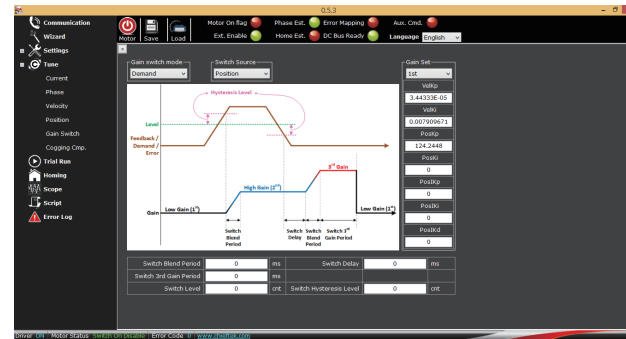 0.5.3
Communication
Wizard
Settings
Tune
Current
Phase
Velocity
Position
Gain Switch
Cogging Cmp.
Trial Run
Homing
Scope
Script
Error Log
Motor Save Load
Motor On flag Phase Est. Error Mapping Aux. Cmd.
Ext. Enable Home Est. DC Bus Ready Language English
Gain switch mode
Demand
Switch Source
Position
Gain Set
1st
VelKp
3.44333E-05
VelKi
0.007909671
PosKp
124.2448
PosKi
0
PosIKp
0
PosIKi
0
PosIKd
0
Hysteresis Level
Level
Feedback /
Demand /
Error
3rd Gain
High Gain (2nd)
Gain
Low Gain (1st)
Low Gain (1st)
Switch Blend Period
Switch Delay
Switch Blend Period
Switch 3rd Gain Period
Switch Blend Period 0 ms Switch Delay 0 ms
Switch 3rd Gain Period 0 ms
Switch Level 0 cnt Switch Hysteresis Level 0 cnt
Driver ON Motor Status Switch On Disable Error Code 0 www.chieftek.com